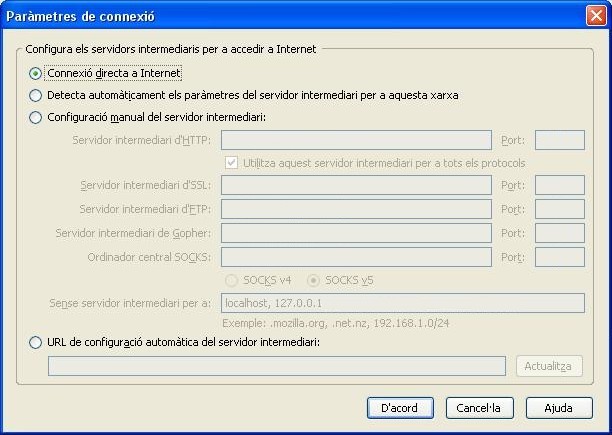 Paràmetres de connexió
Configura els servidors intermediaris per a accedir a Internet
Connexió directa a Internet
Detecta automàticament els paràmetres del servidor intermediari per a aquesta xarxa
Configuració manual del servidor intermediari:
Servidor intermediari d'HTTP: Port:
Utilitza aquest servidor intermediari per a tots els protocols
Servidor intermediari d'SSL: Port:
Servidor intermediari d'FTP: Port:
Servidor intermediari de Gopher: Port:
Ordinador central SOCKS: Port:
SOCKS v4 SOCKS v5
Sense servidor intermediari per a: localhost, 127.0.0.1
Exemple: .mozilla.org, .net.nz, 192.168.1.0/24
URL de configuració automàtica del servidor intermediari:
Actualitza
D'acord Cancel·la Ajuda